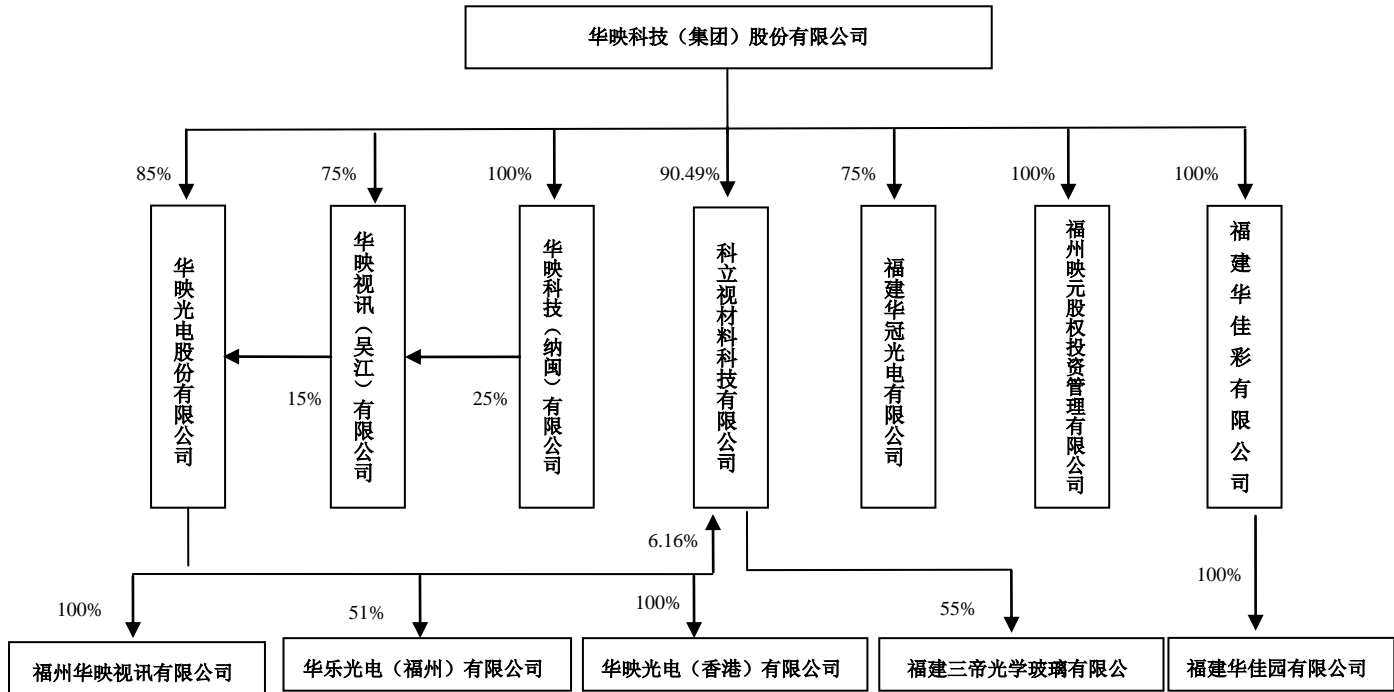 华映科技（集团）股份有限公司
85%
75%
100%
90.49%
75%
100%
100%
华映光电股份有限公司
华映视讯（吴江）有限公司
华映科技（纳闽）有限公司
科立视材料科技有限公司
福建华冠光电有限公司
福州映元股权投资管理有限公司
福建华佳彩有限公司
15%
25%
6.16%
100%
51%
100%
55%
100%
福州华映视讯有限公司
华乐光电（福州）有限公司
华映光电（香港）有限公司
福建三帝光学玻璃有限公
福建华佳园有限公司